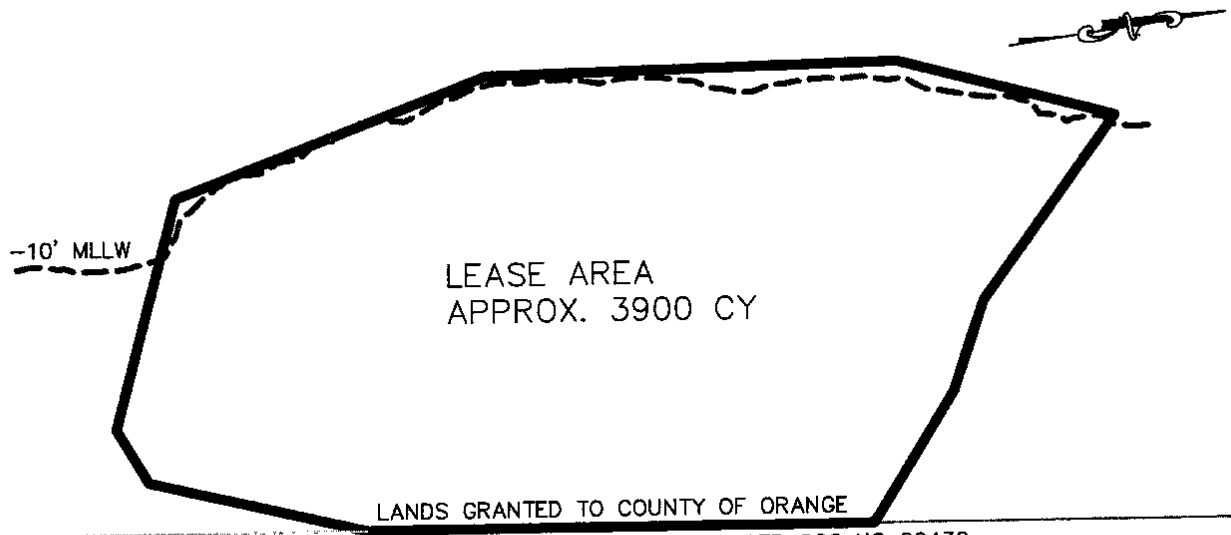 -10' MLLW
LEASE AREA
APPROX. 3900 CY
LANDS GRANTED TO COUNTY OF ORANGE